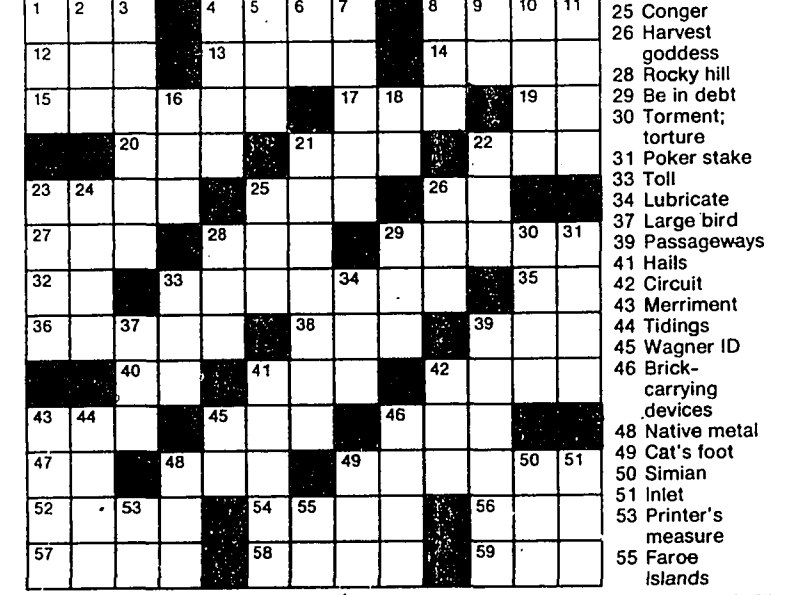 1 2 3 4 5 6 7 8 9 10 11
12 13 14
15 16 17 18 19
20 21 22
23 24 25 26
27 28 29 30 31
32 33 34 35
36 37 38 39
40 41 42
43 44 45 46
47 48 49 50 51
52 53 54 55 56
57 58 59
25 Conger
26 Harvest
goddess
28 Rocky hill
29 Be in debt
30 Torment;
torture
31 Poker stake
33 Toll
34 Lubricate
37 Large bird
39 Passageways
41 Hails
42 Circuit
43 Merriment
44 Tidings
45 Wagner ID
46 Brick-
carrying
devices
48 Native metal
49 Cat's foot
50 Simian
51 Inlet
53 Printer's
measure
55 Faroe
Islands